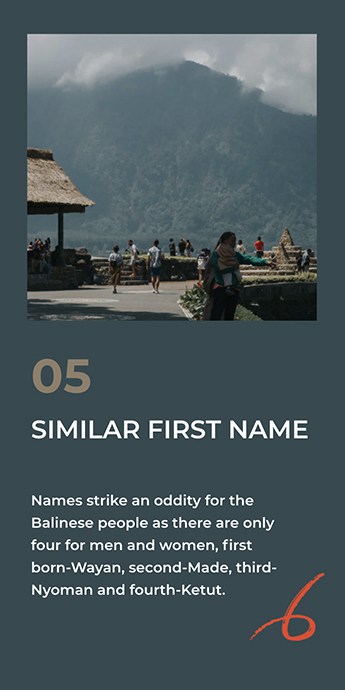 05
SIMILAR FIRST NAME
Names strike an oddity for the
Balinese people as there are only
four for men and women, first
born-Wayan, second-Made, third-
Nyoman and fourth-Ketut.
6